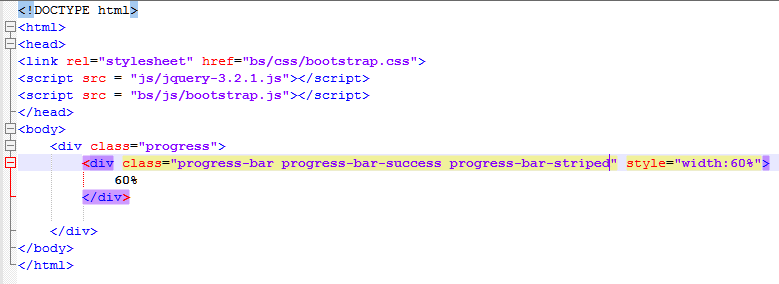 <!DOCTYPE html>
<html>
<head>
<link rel="stylesheet" href="bs/css/bootstrap.css">
<script src = "js/jquery-3.2.1.js"></script>
<script src = "bs/js/bootstrap.js"></script>
</head>
<body>
<div class="progress">
<div class="progress-bar progress-bar-success progress-bar-striped" style="width:60%">
60%
</div>
</div>
</body>
</html>